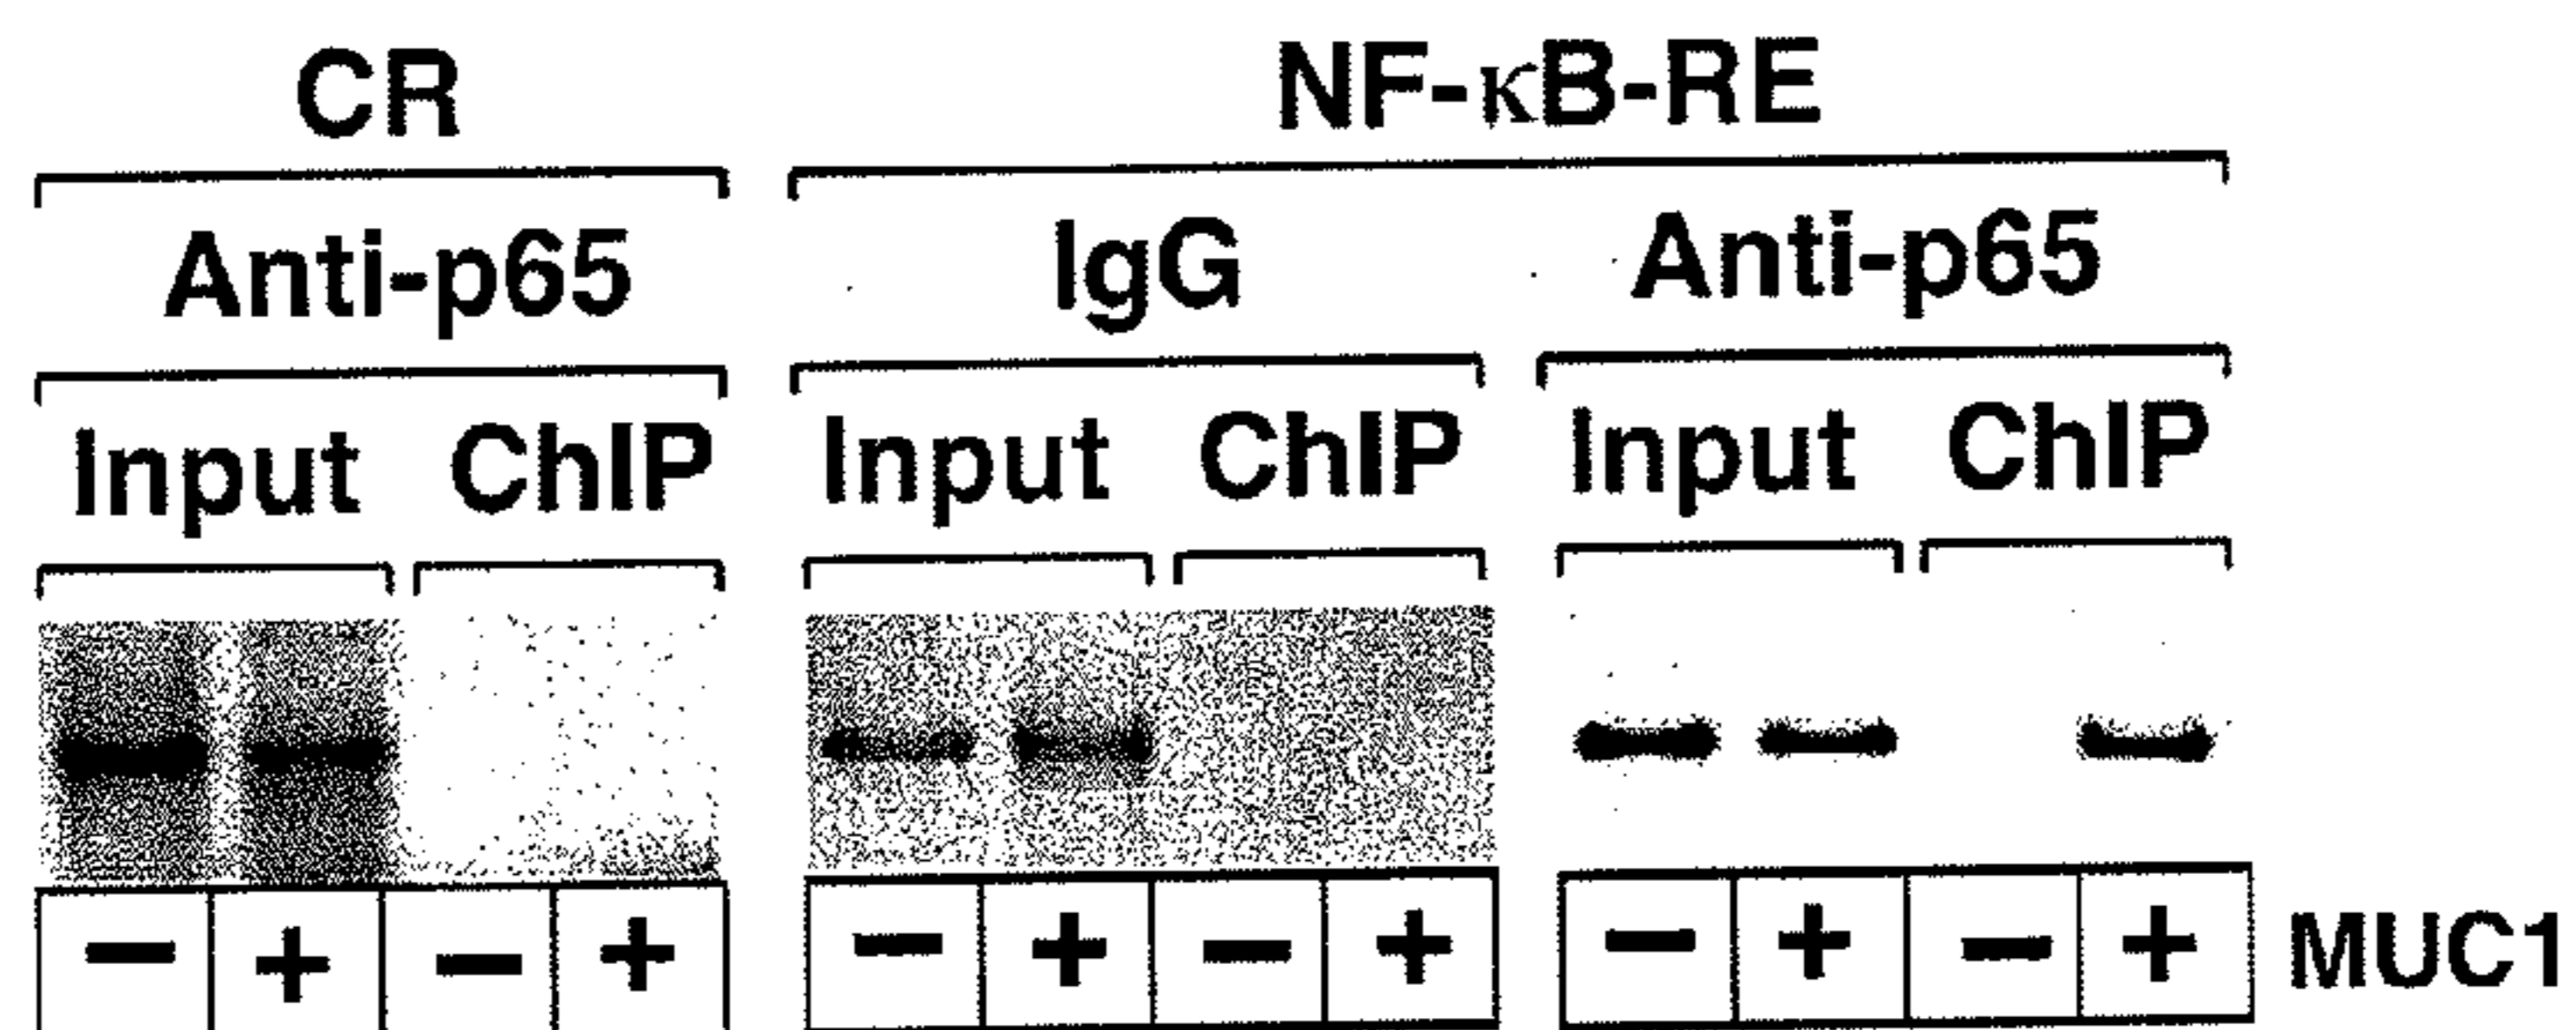 CR NF-κB-RE
Anti-p65 IgG Anti-p65
Input ChIP Input ChIP Input ChIP
− + − + − + − + − + − + MUC1